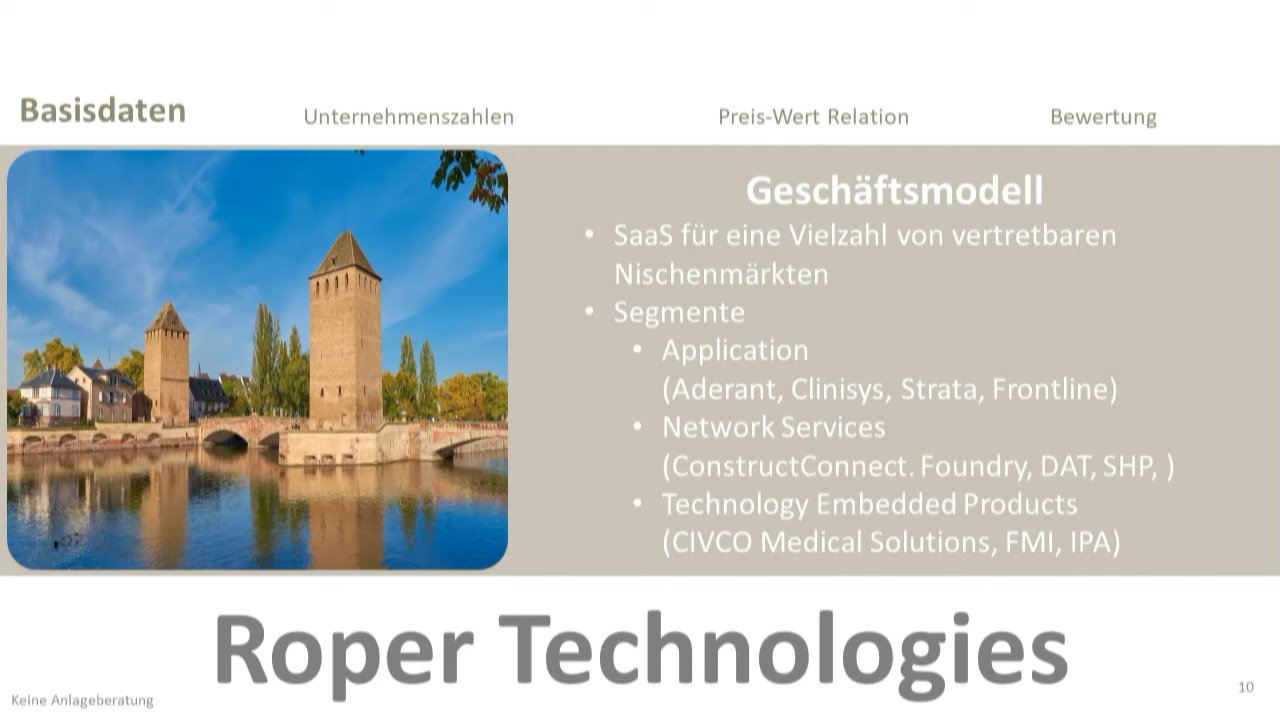 Basisdaten
Unternehmenszahlen
Preis-Wert Relation
Bewertung
Geschäftsmodell
• SaaS für eine Vielzahl von vertretbaren
Nischenmärkten
• Segmente
• Application
(Aderant, Clinisys, Strata, Frontline)
• Network Services
(ConstructConnect. Foundry, DAT, SHP, )
• Technology Embedded Products
(CIVCO Medical Solutions, FMI, IPA)
Roper Technologies
Keine Anlageberatung
10